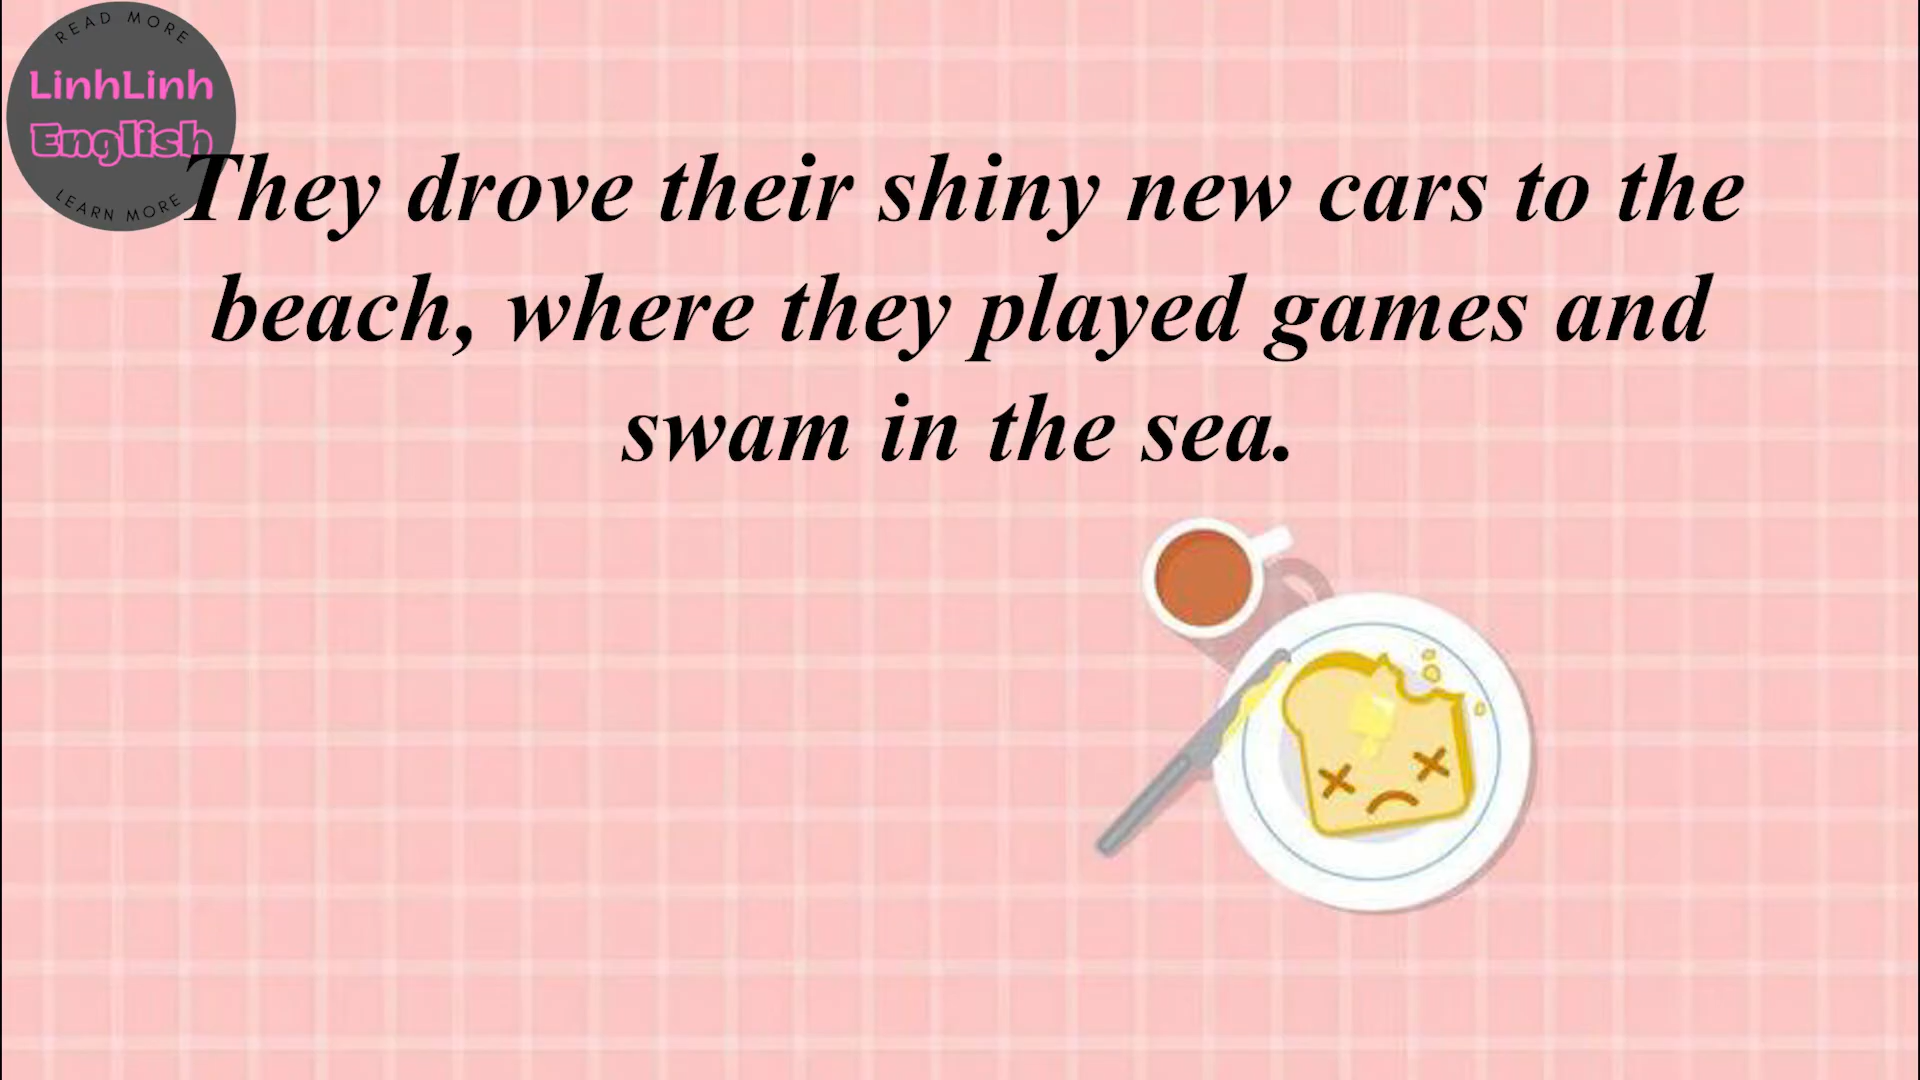 READ MORE
LinhLinh
English
LEARN MORE
They drove their shiny new cars to the
beach, where they played games and
swam in the sea.